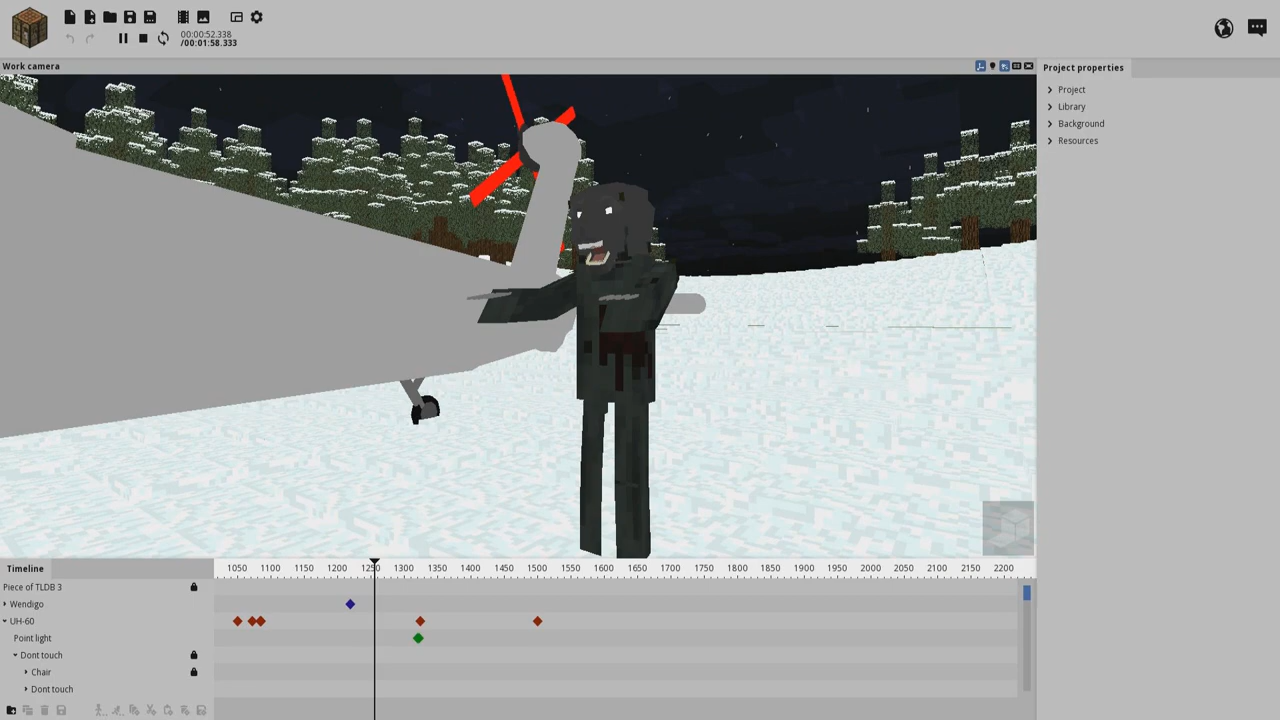 00:00:52.338
/00:01:58.333
Work camera
Project properties
Project
Library
Background
Resources
Timeline
1050 1100 1150 1200 1250 1300 1350 1400 1450 1500 1550 1600 1650 1700 1750 1800 1850 1900 1950 2000 2050 2100 2150 2200
Piece of TLDB 3
Wendigo
UH-60
Point light
Dont touch
Chair
Dont touch